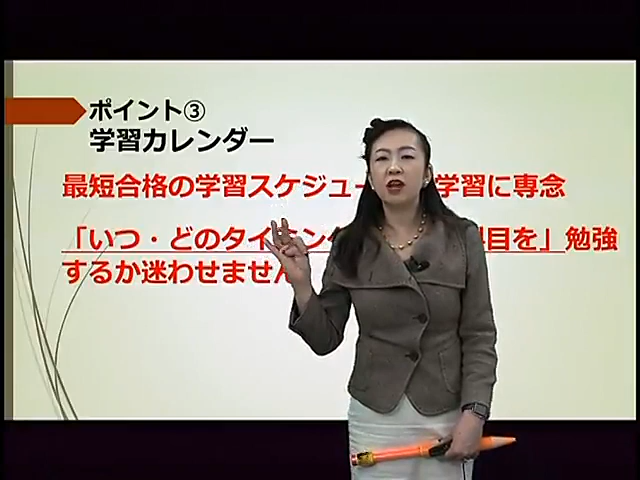 ポイント③
学習カレンダー
最短合格の学習スケジュー 学習に専念
「いつ・どのタイミング 科目を」勉強
するか迷わせません